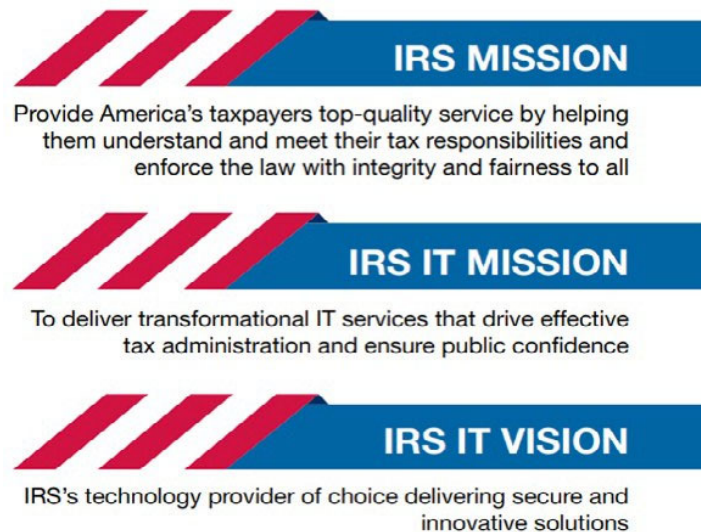 IRS MISSION
Provide America's taxpayers top-quality service by helping
them understand and meet their tax responsibilities and
enforce the law with integrity and fairness to all
IRS IT MISSION
To deliver transformational IT services that drive effective
tax administration and ensure public confidence
IRS IT VISION
IRS's technology provider of choice delivering secure and
innovative solutions